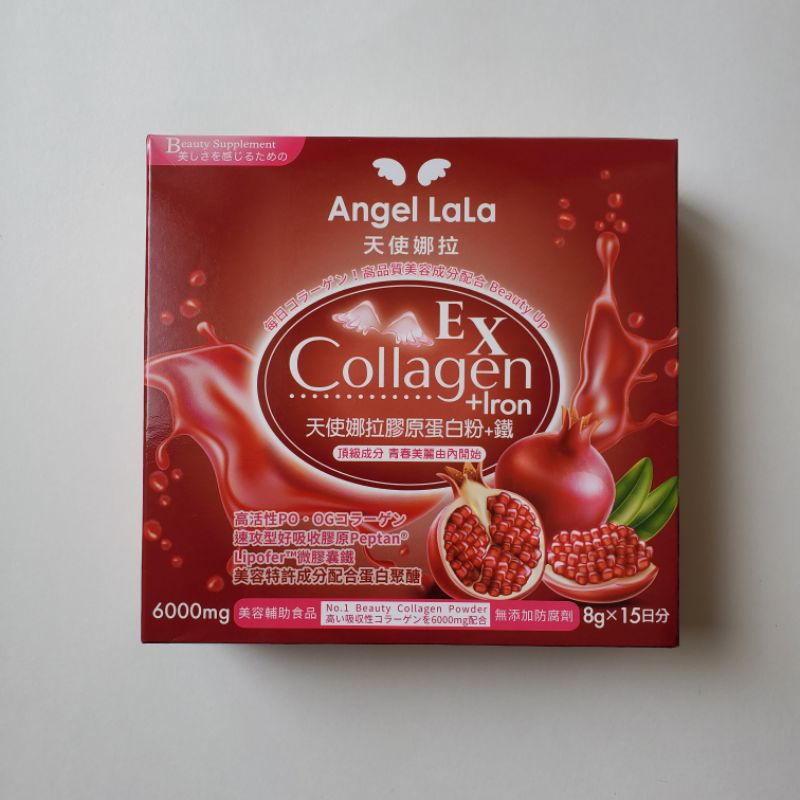 Beauty Supplement
美しさを感じるための
Angel LaLa
天使娜拉
毎日コラーゲン！高品質美容成分配合 Beauty Up
Ex
Collagen
+Iron
天使娜拉膠原蛋白粉+鐵
頂級成分 青春美麗由內開始
高活性PO・OGコラーゲン
速攻型好吸收膠原Peptan®
Lipofer™微膠囊鐵
美容特許成分配合蛋白聚醣
6000mg 美容輔助食品 No.1 Beauty Collagen Powder 無添加防腐劑 8g×15日分
高い吸収性コラーゲンを6000mg配合